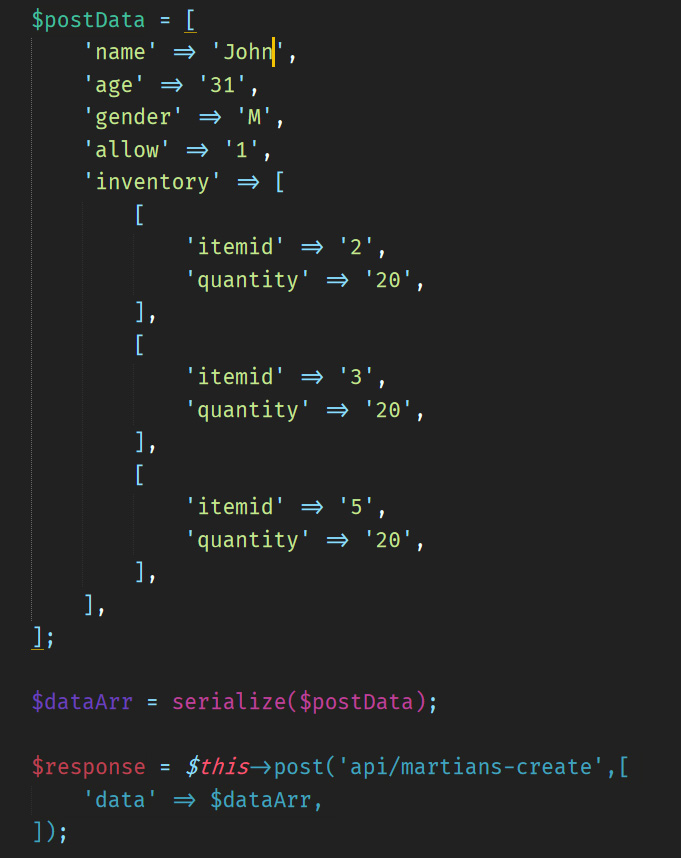 $postData = [
    'name' => 'John',
    'age' => '31',
    'gender' => 'M',
    'allow' => '1',
    'inventory' => [
        [
            'itemid' => '2',
            'quantity' => '20',
        ],
        [
            'itemid' => '3',
            'quantity' => '20',
        ],
        [
            'itemid' => '5',
            'quantity' => '20',
        ],
    ],
];
$dataArr = serialize($postData);
$response = $this->post('api/martians-create',[
    'data' => $dataArr,
]);